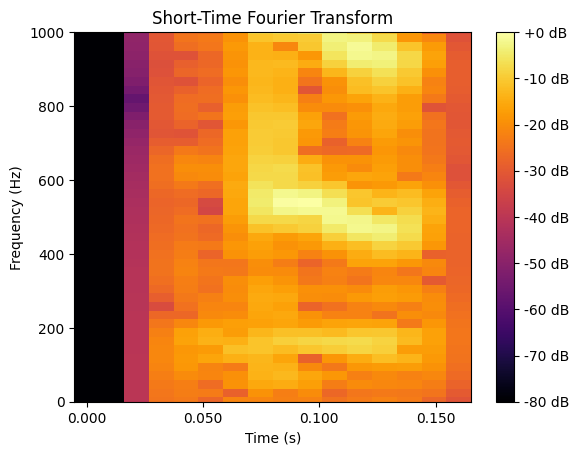 Short-Time Fourier Transform
Frequency (Hz)
1000
800
600
400
200
0
0.000
0.050
0.100
0.150
Time (s)
+0 dB
-10 dB
-20 dB
-30 dB
-40 dB
-50 dB
-60 dB
-70 dB
-80 dB